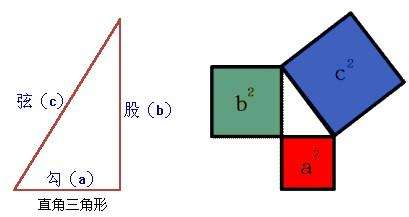 弦（c）
股（b）
勾（a）
直角三角形
b²
c²
a²